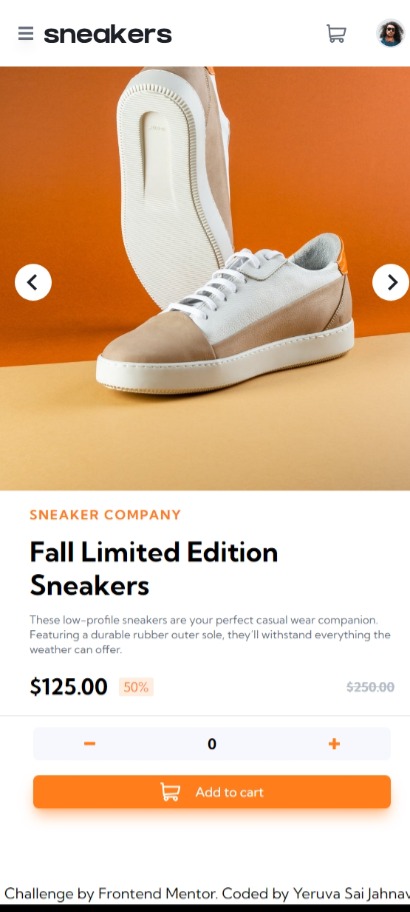 sneakers
SNEAKER COMPANY
Fall Limited Edition
Sneakers
These low-profile sneakers are your perfect casual wear companion.
Featuring a durable rubber outer sole, they'll withstand everything the
weather can offer.
$125.00 50% $250.00
0
Add to cart
Challenge by Frontend Mentor. Coded by Yeruva Sai Jahnav